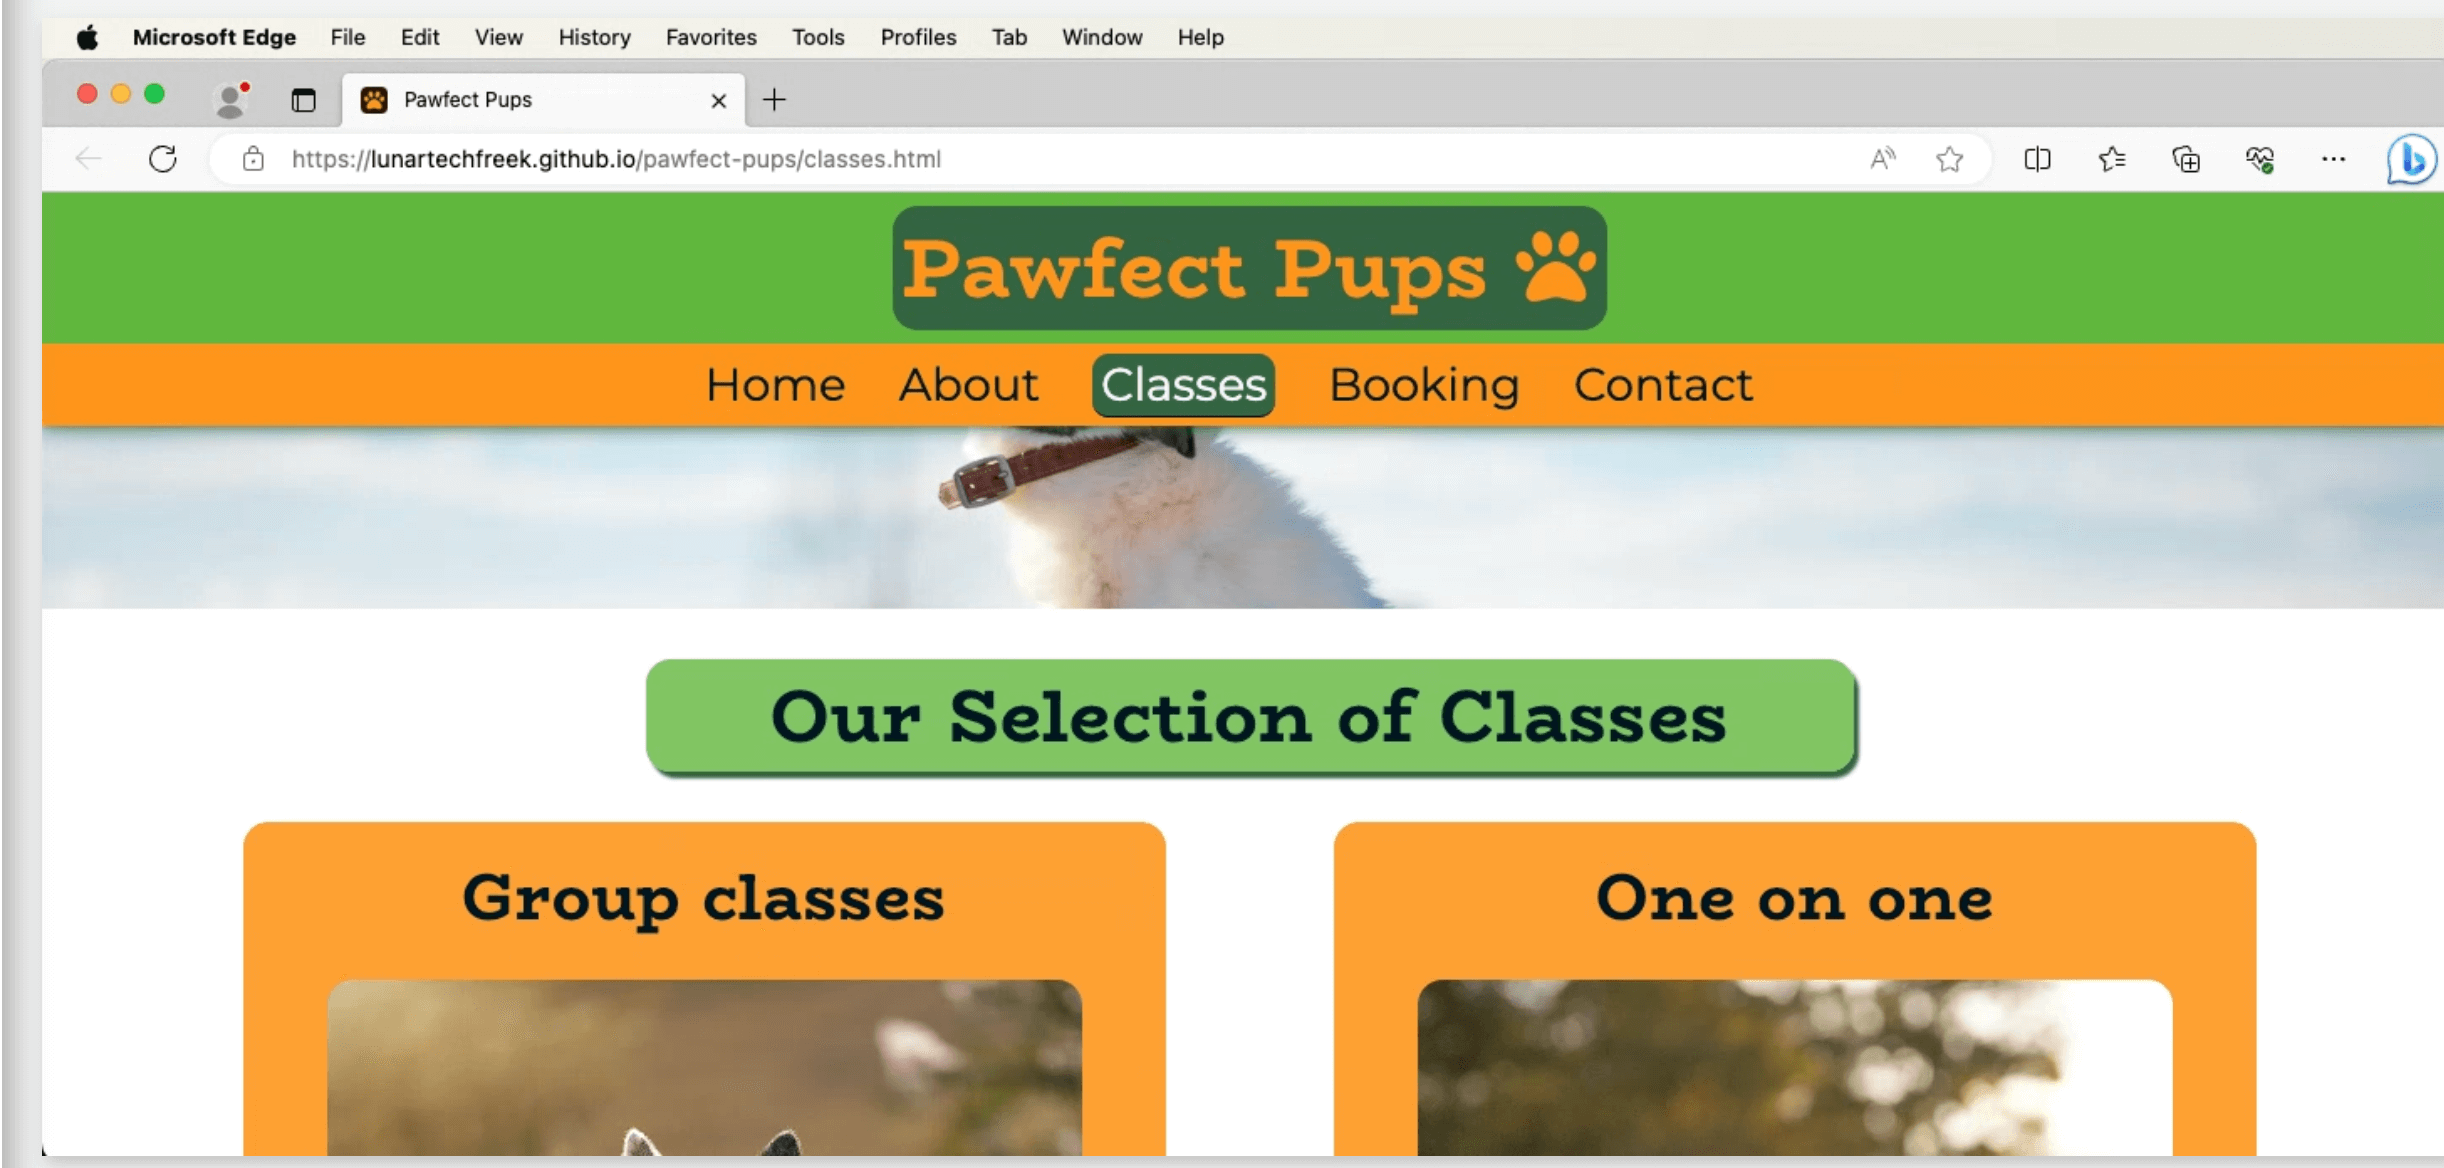 Microsoft Edge File Edit View History Favorites Tools Profiles Tab Window Help
Pawfect Pups
https://lunartechfreek.github.io/pawfect-pups/classes.html
Pawfect Pups
Home About Classes Booking Contact
Our Selection of Classes
Group classes
One on one